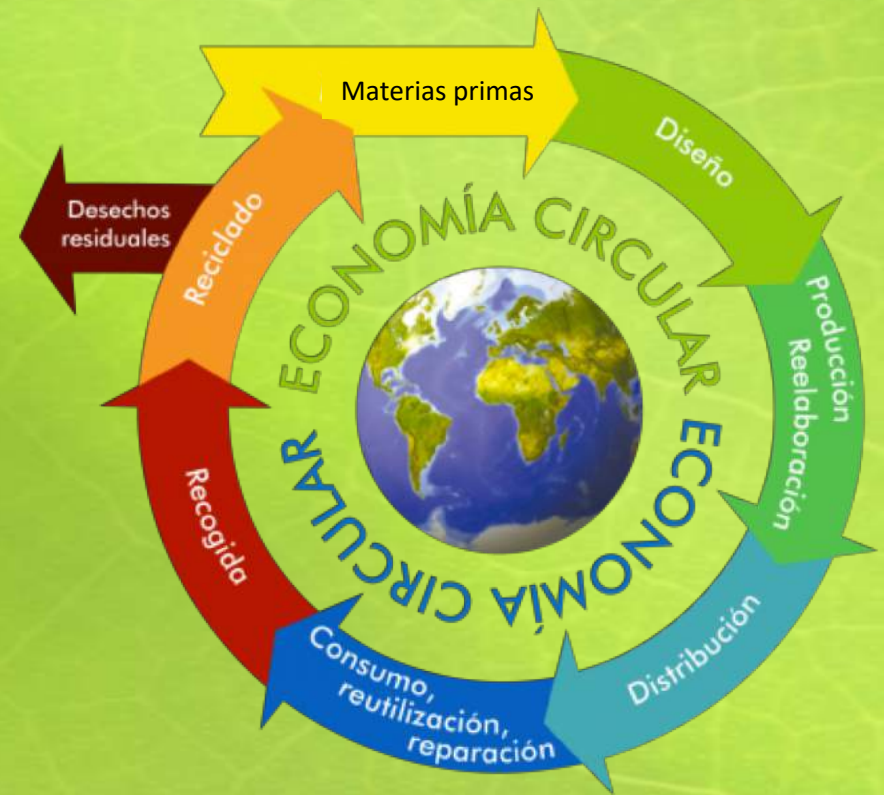 Materias primas
Diseño
Producción
Reelaboración
Distribución
Consumo,
reutilización,
reparación
Recogida
Reciclado
Desechos
residuales
ECONOMÍA CIRCULAR
ECONOMÍA CIRCULAR